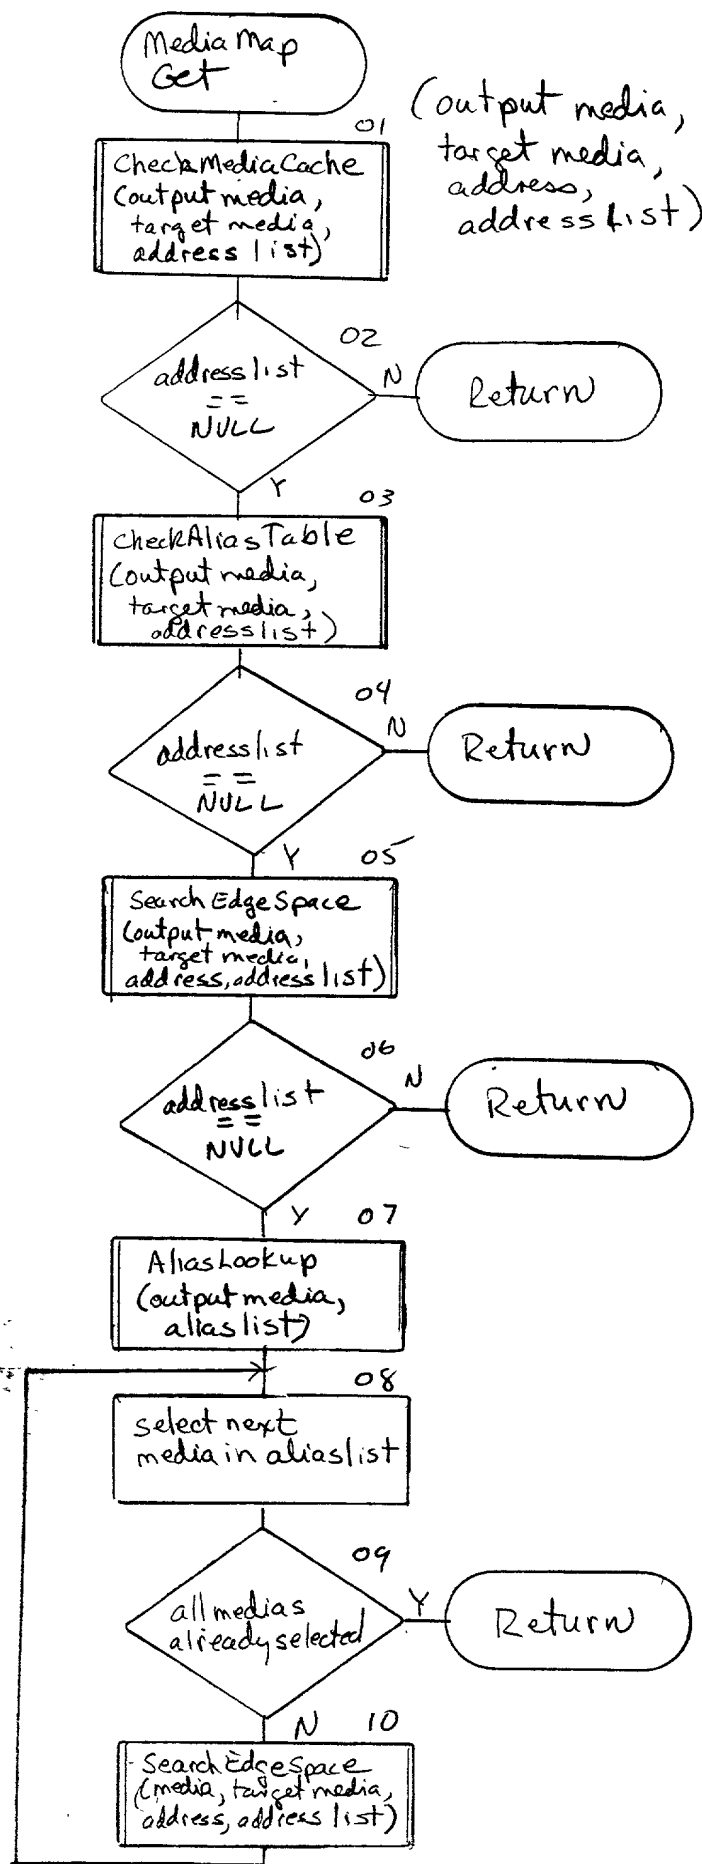 Media Map
Get
(output media,
target media,
address,
address list)
01
CheckMediaCache
(output media,
target media,
address list)
02
address list
==
NULL
N
Return
Y
03
CheckAliasTable
(output media,
target media,
address list)
04
address list
==
NULL
N
Return
Y
05
Search Edge Space
(output media,
target media,
address, address list)
06
address list
==
NULL
N
Return
Y
07
AliasLookup
(output media,
alias list)
08
select next
media in alias list
09
all medias
already selected
Y
Return
N
10
Search Edge Space
(media, target media,
address, address list)